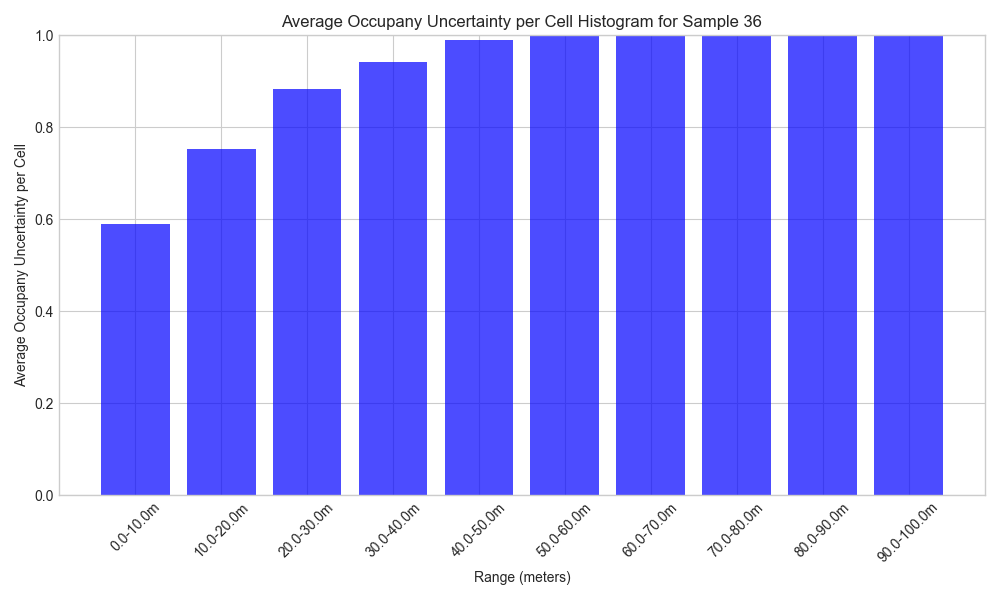 Average Occupany Uncertainty per Cell Histogram for Sample 36
Average Occupany Uncertainty per Cell
1.0
0.8
0.6
0.4
0.2
0.0
0.0-10.0m
10.0-20.0m
20.0-30.0m
30.0-40.0m
40.0-50.0m
50.0-60.0m
60.0-70.0m
70.0-80.0m
80.0-90.0m
90.0-100.0m
Range (meters)